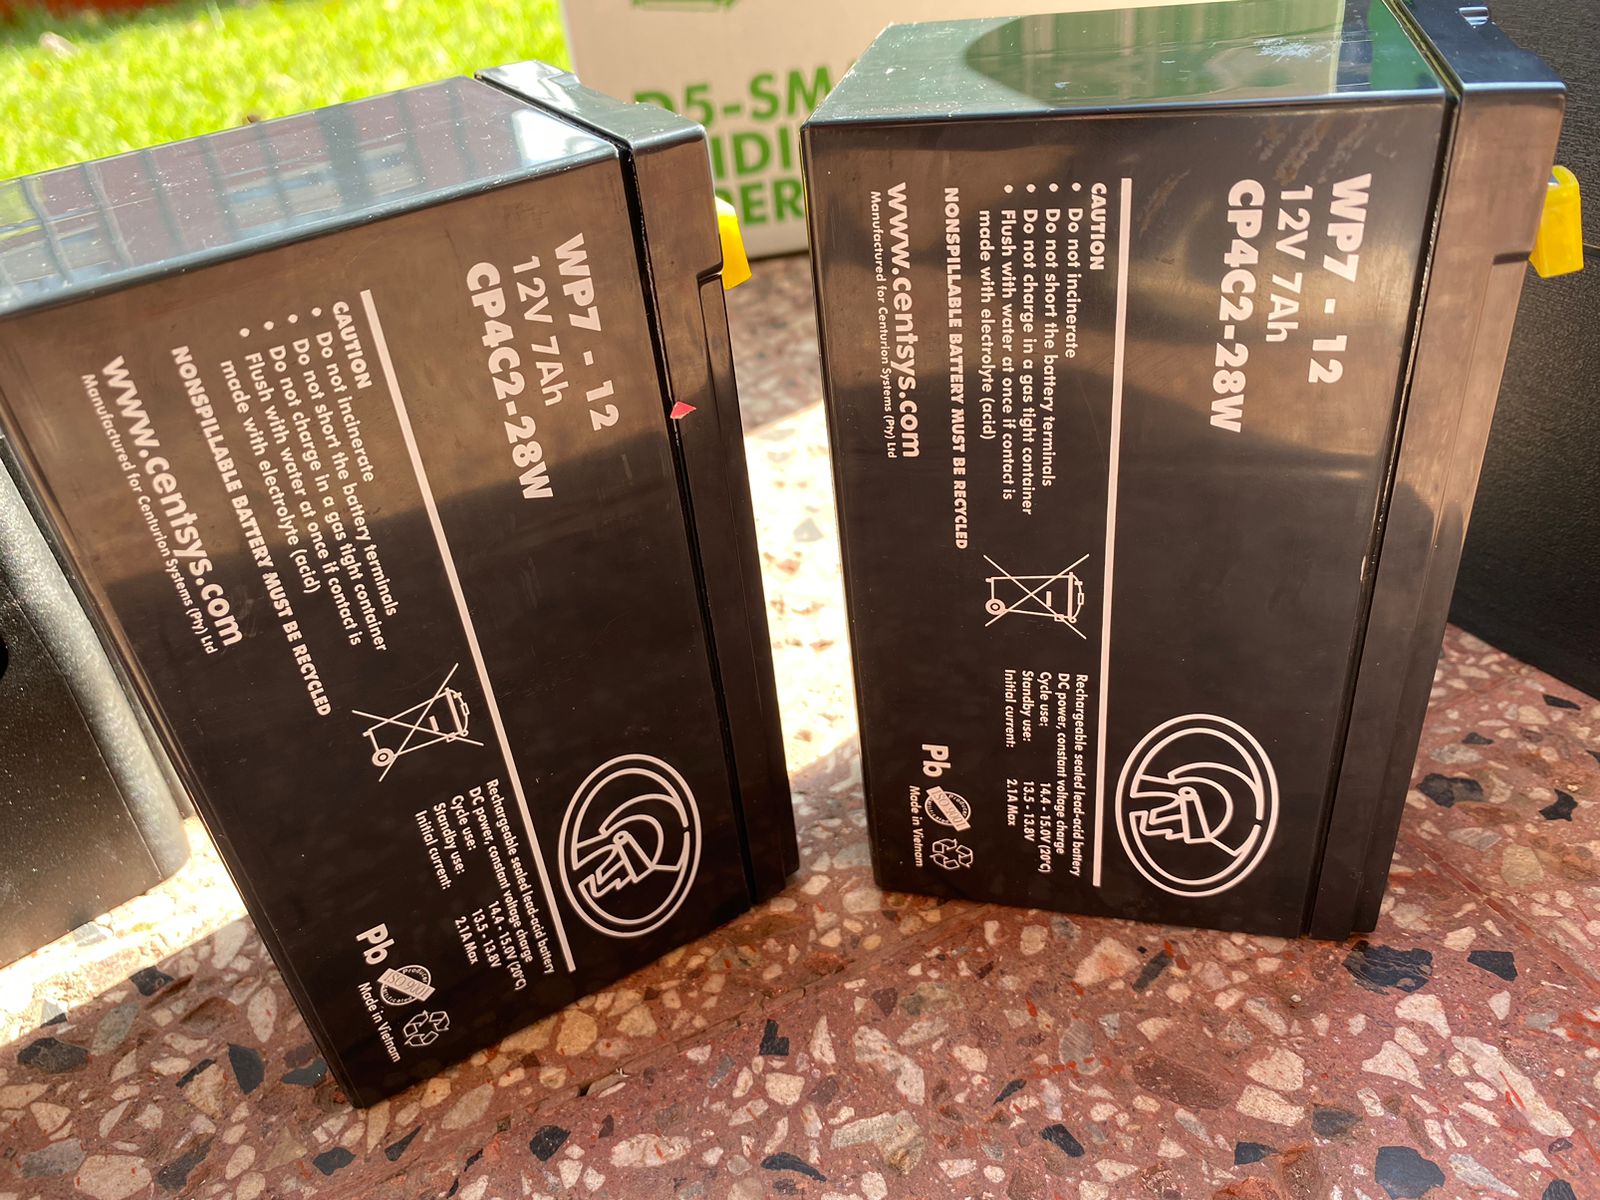 D5-SM
IDI
ER
WP7 - 12
12V 7Ah
CP4C2-28W
CAUTION
• Do not incinerate
• Do not short the battery terminals
• Do not charge in a gas tight container
• Flush with water at once if contact is
made with electrolyte (acid)
NONSPILLABLE BATTERY MUST BE RECYCLED
www.centsys.com
Manufactured for Centurion Systems (Pty) Ltd
Rechargeable sealed lead-acid battery
DC power, constant voltage charge
Cycle use: 14.4 - 15.0V (20°C)
Standby use: 13.5 - 13.8V
Initial current: 2.1A Max
Pb
ISO 9001
Made in Vietnam
WP7 - 12
12V 7Ah
CP4C2-28W
CAUTION
• Do not incinerate
• Do not short the battery terminals
• Do not charge in a gas tight container
• Flush with water at once if contact is
made with electrolyte (acid)
NONSPILLABLE BATTERY MUST BE RECYCLED
www.centsys.com
Manufactured for Centurion Systems (Pty) Ltd
Rechargeable sealed lead-acid battery
DC power, constant voltage charge
Cycle use: 14.4 - 15.0V (20°C)
Standby use: 13.5 - 13.8V
Initial current: 2.1A Max
Pb
ISO 9001
Made in Vietnam